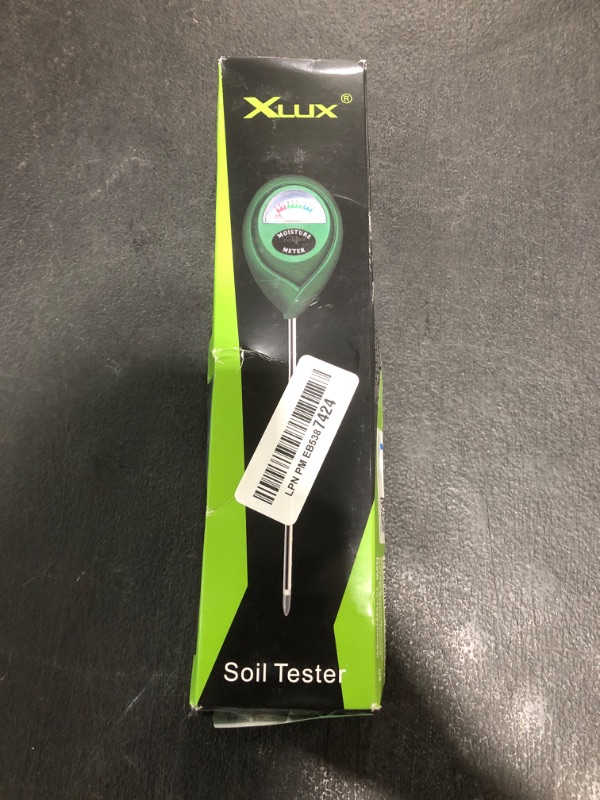 XLUX®
MOISTURE
METER
LPN PM EB5387424
Soil Tester